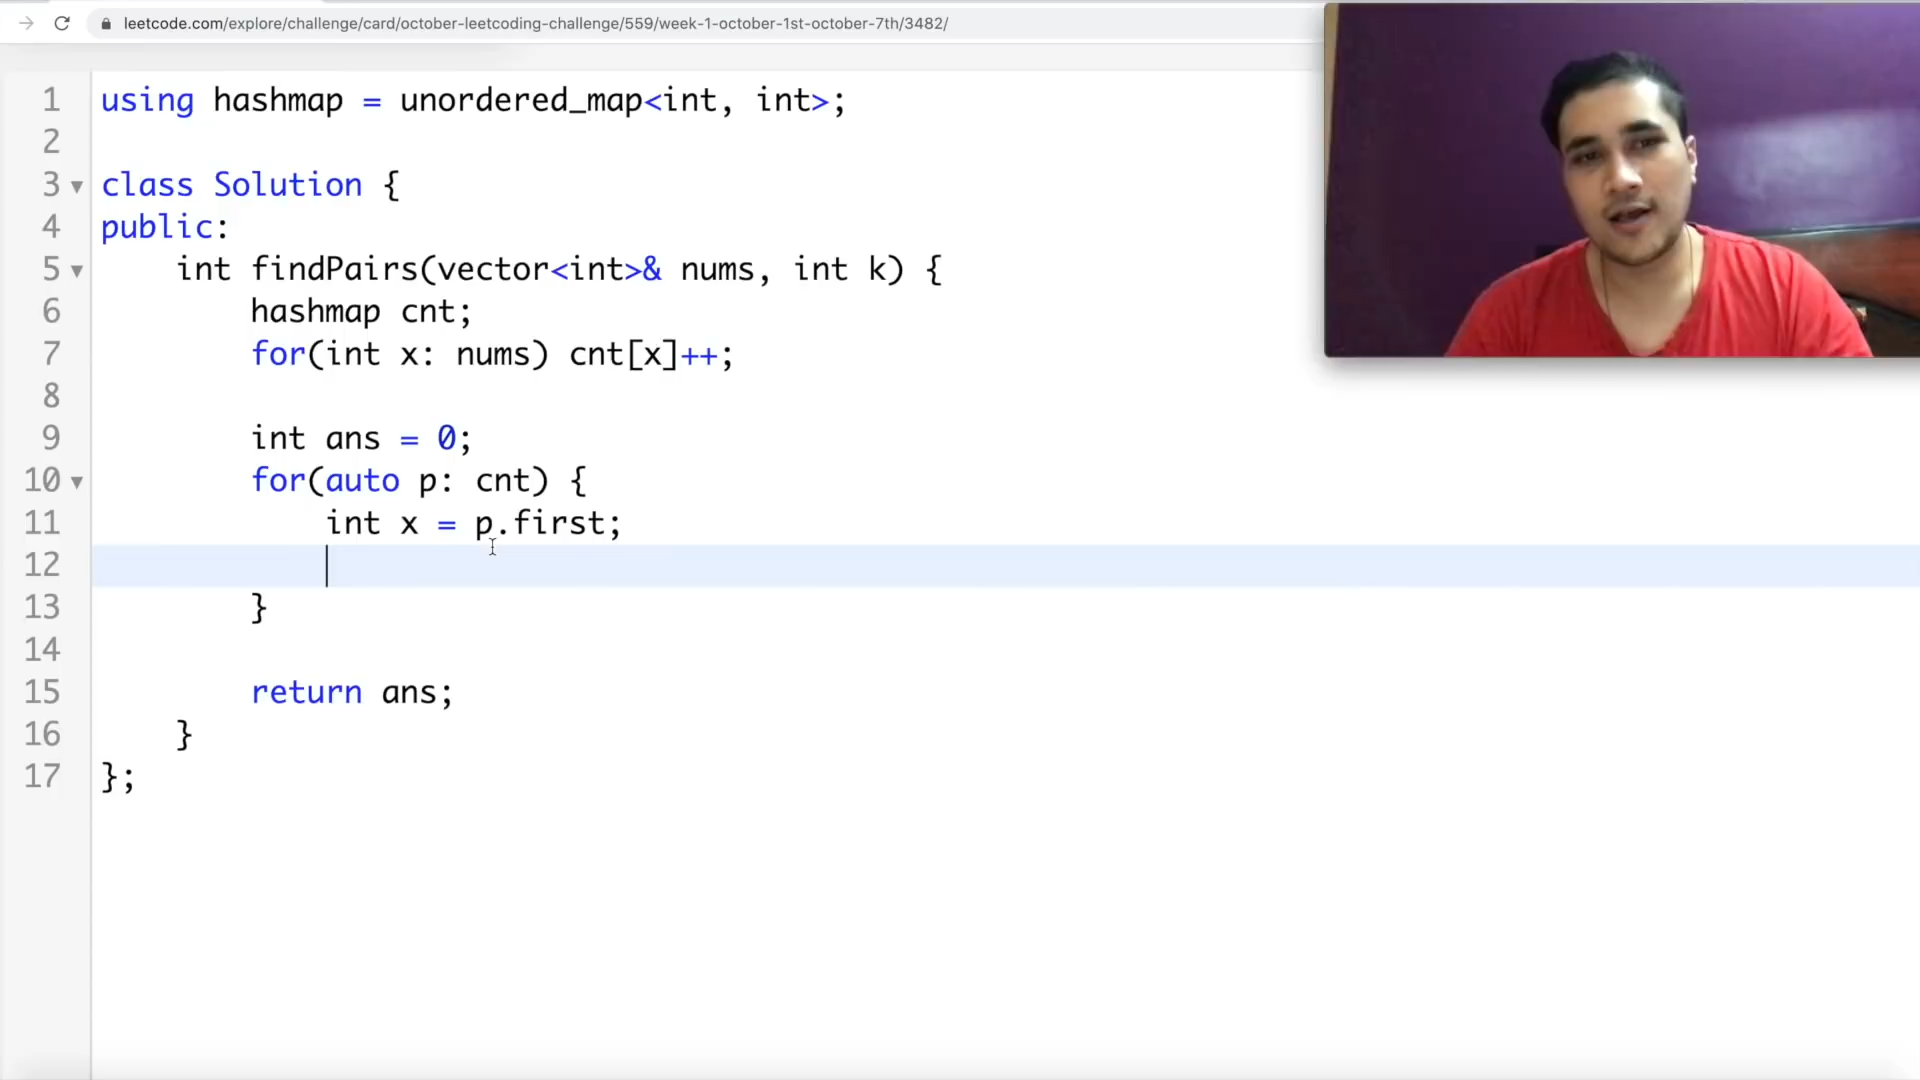 leetcode.com/explore/challenge/card/october-leetcoding-challenge/559/week-1-october-1st-october-7th/3482/
1 using hashmap = unordered_map<int, int>;
2
3 class Solution {
4 public:
5 int findPairs(vector<int>& nums, int k) {
6 hashmap cnt;
7 for(int x: nums) cnt[x]++;
8
9 int ans = 0;
10 for(auto p: cnt) {
11 int x = p.first;
12
13 }
14
15 return ans;
16 }
17 };